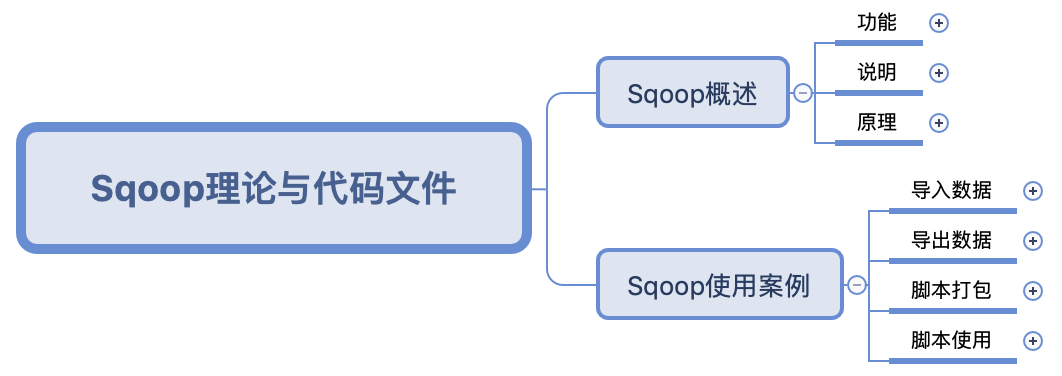 Sqoop理论与代码文件
Sqoop概述
功能
说明
原理
Sqoop使用案例
导入数据
导出数据
脚本打包
脚本使用